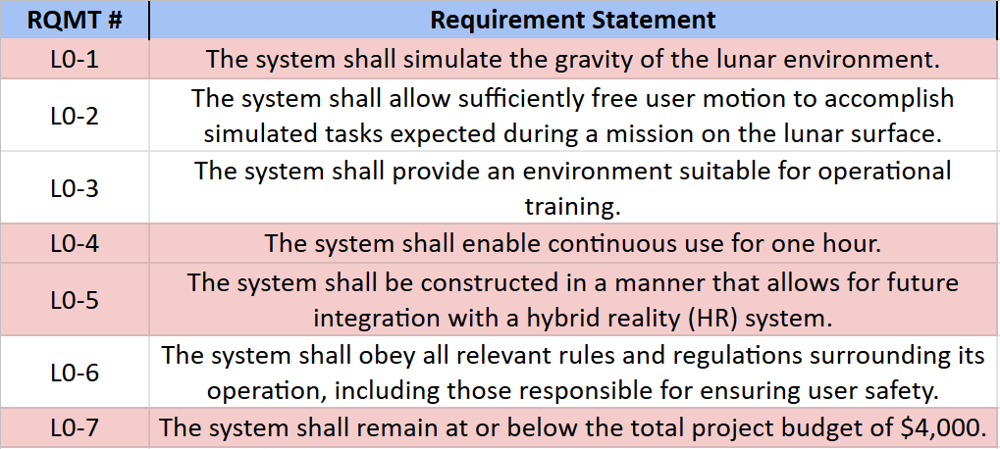 RQMT # Requirement Statement
L0-1 The system shall simulate the gravity of the lunar environment.
L0-2 The system shall allow sufficiently free user motion to accomplish
simulated tasks expected during a mission on the lunar surface.
L0-3 The system shall provide an environment suitable for operational
training.
L0-4 The system shall enable continuous use for one hour.
L0-5 The system shall be constructed in a manner that allows for future
integration with a hybrid reality (HR) system.
L0-6 The system shall obey all relevant rules and regulations surrounding its
operation, including those responsible for ensuring user safety.
L0-7 The system shall remain at or below the total project budget of $4,000.